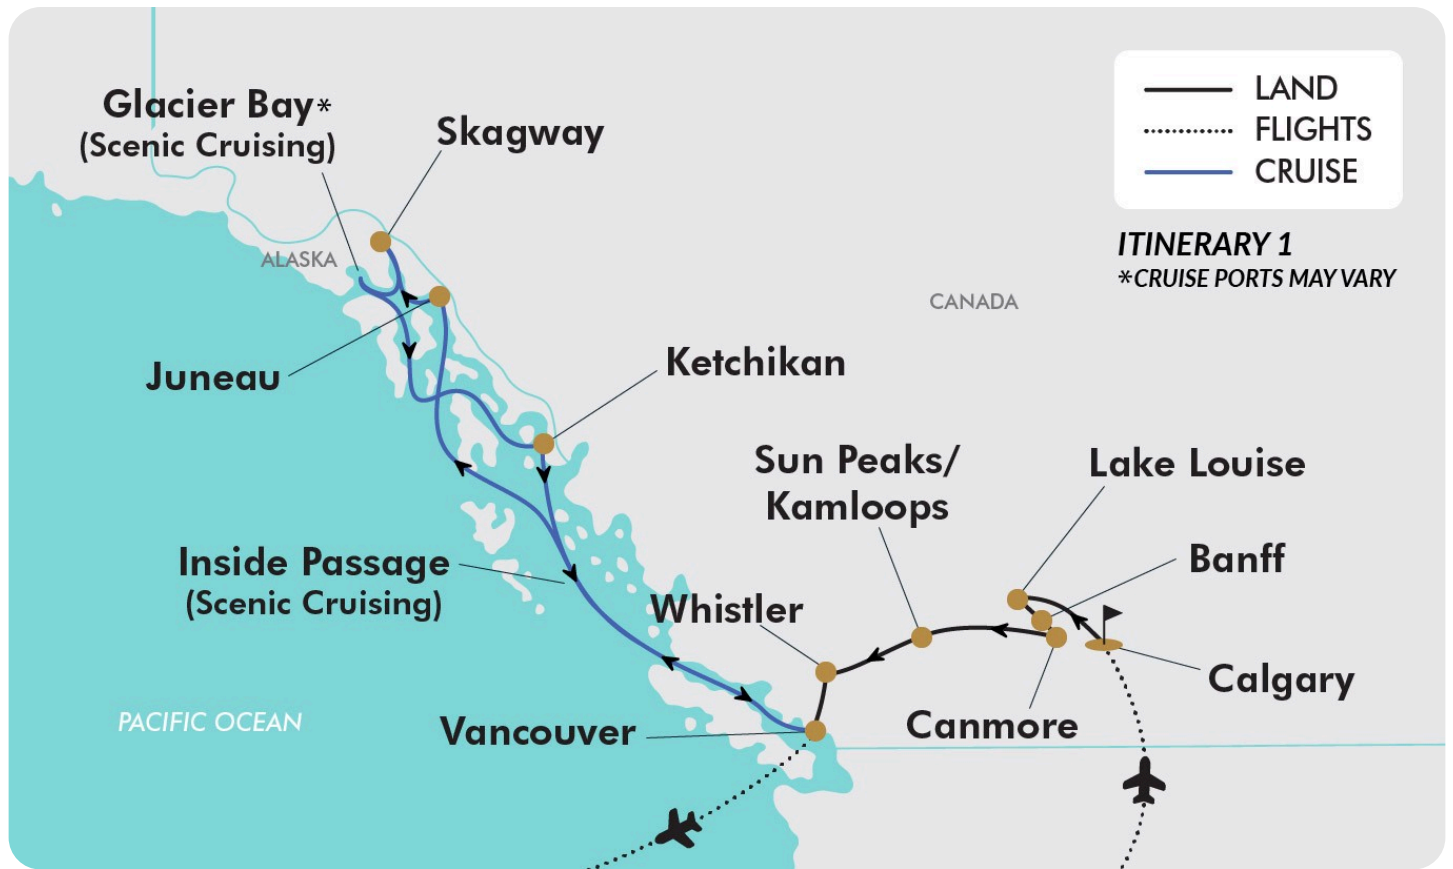 Glacier Bay*
(Scenic Cruising)
Skagway
LAND
FLIGHTS
CRUISE
ITINERARY 1
*CRUISE PORTS MAY VARY
ALASKA
CANADA
Juneau
Ketchikan
Sun Peaks/
Kamloops
Lake Louise
Banff
Inside Passage
(Scenic Cruising)
Whistler
Calgary
PACIFIC OCEAN
Vancouver
Canmore